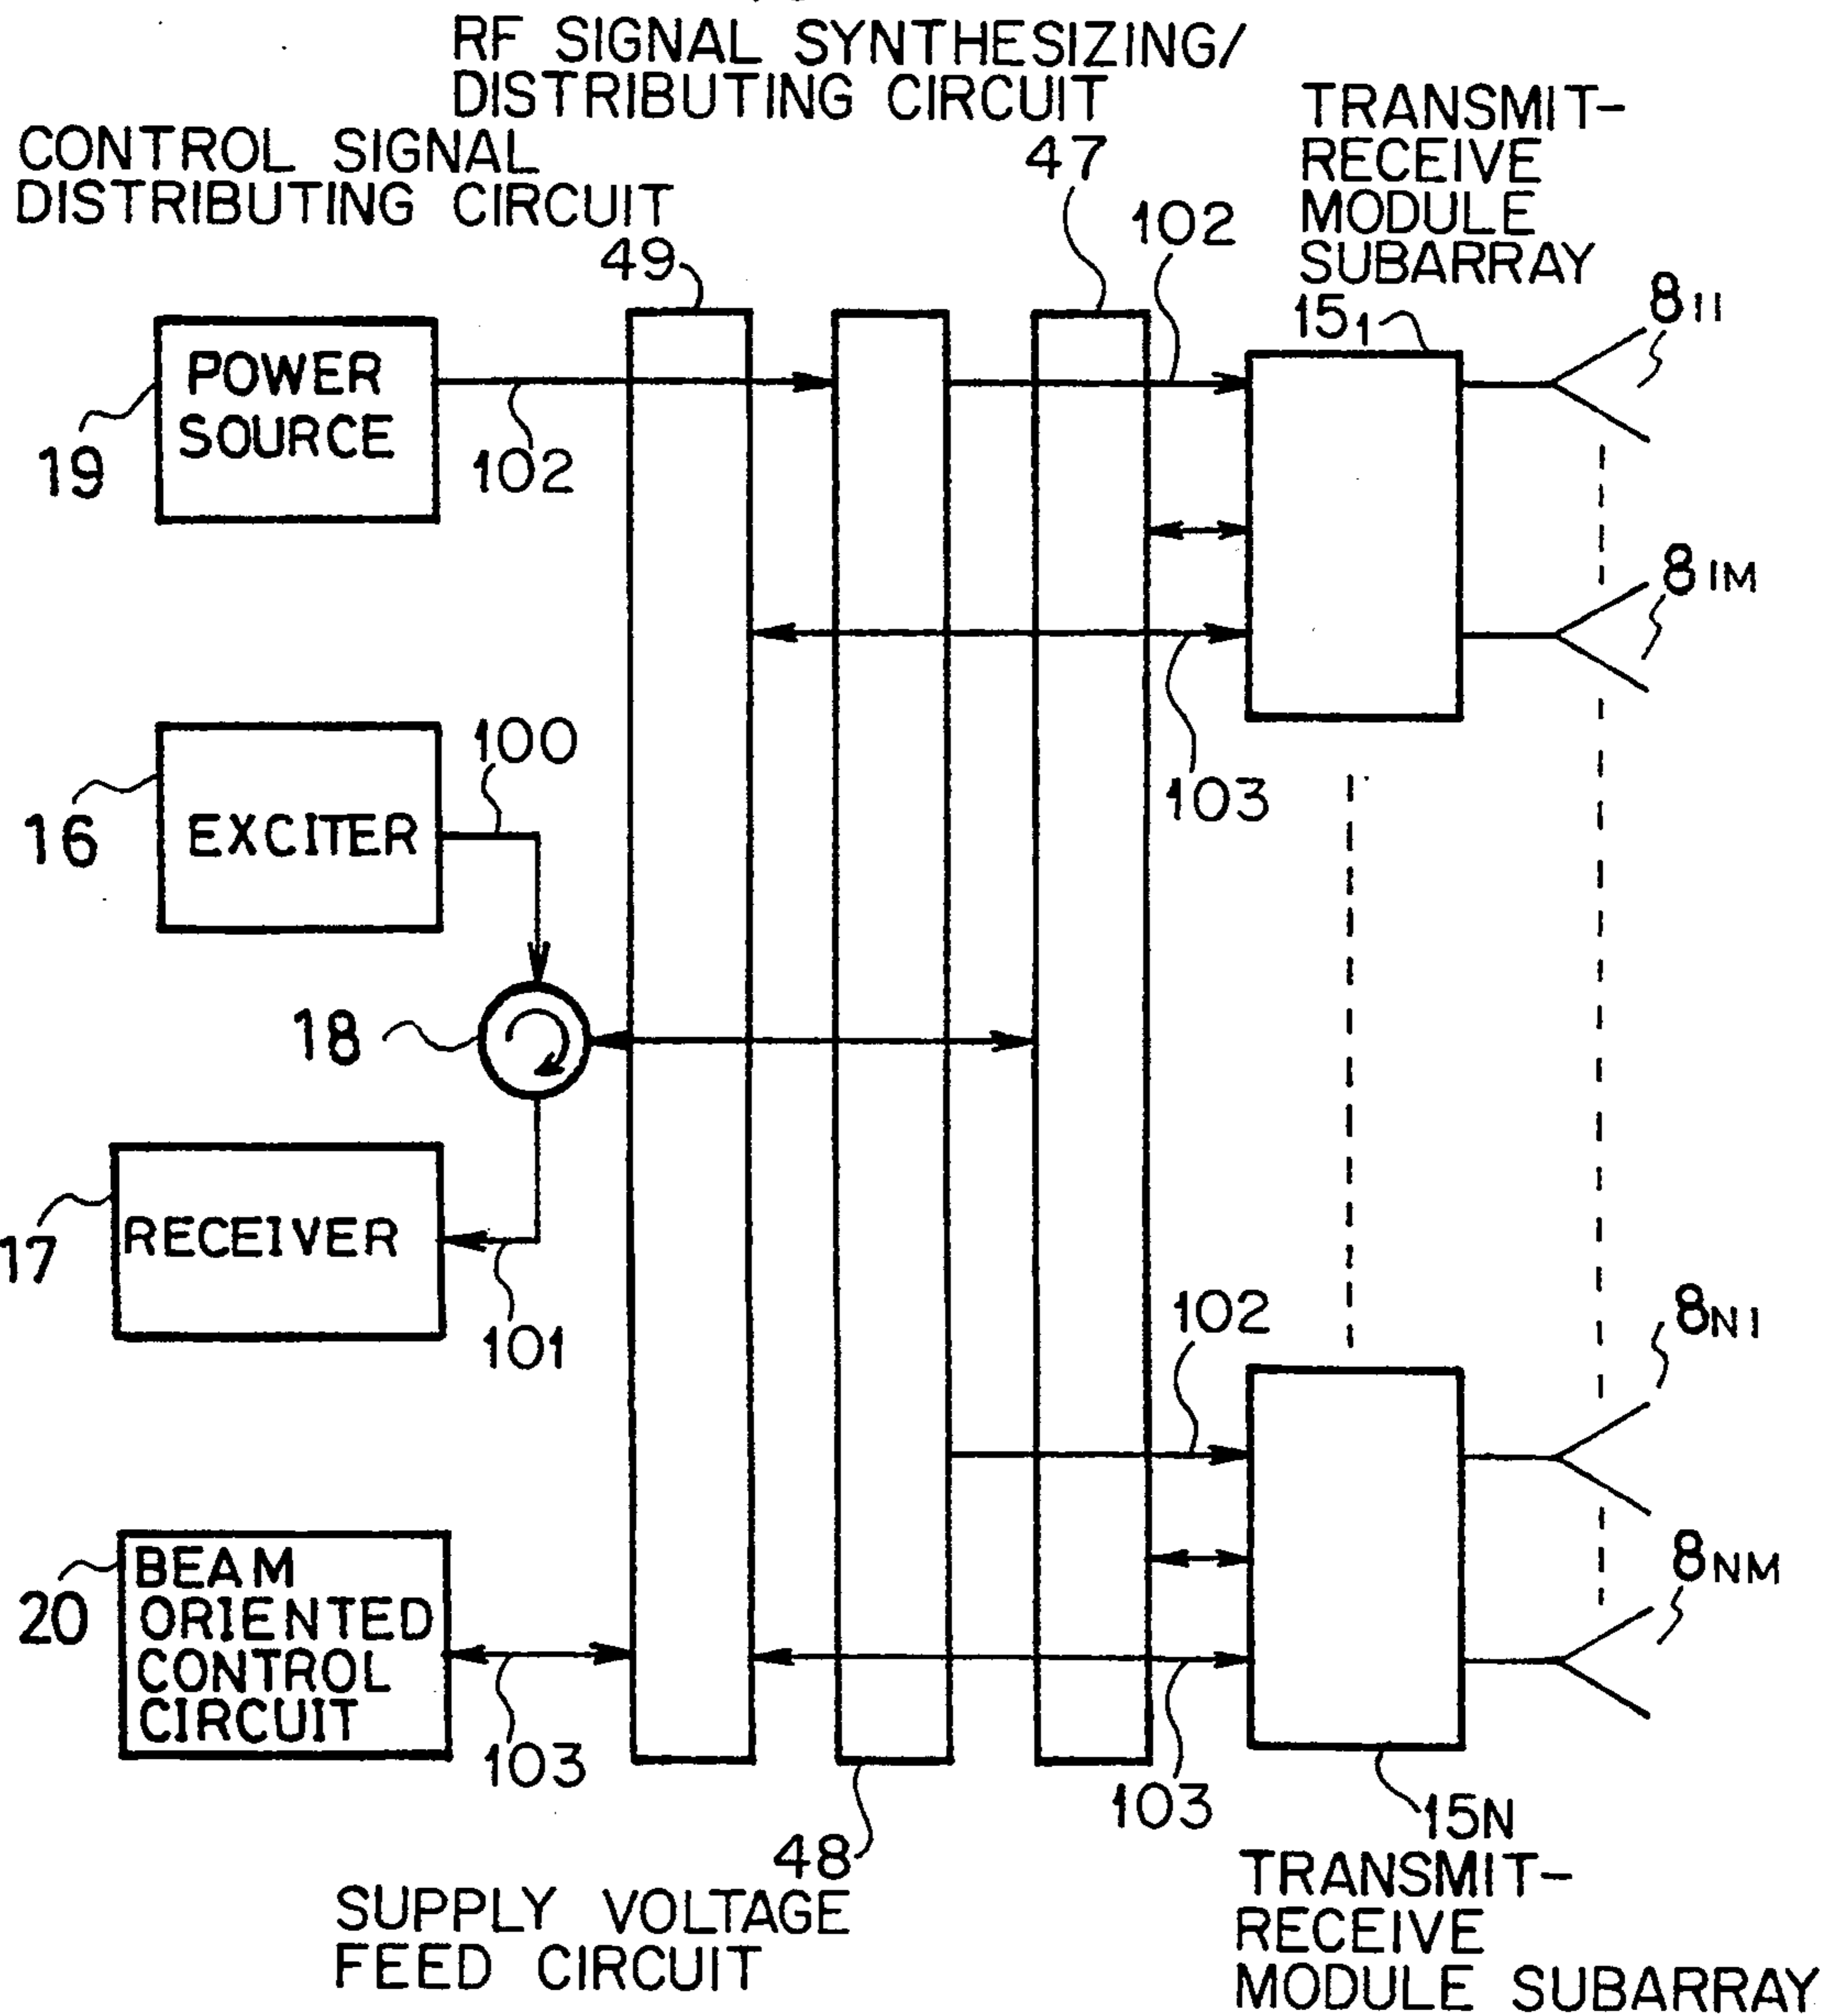 RF SIGNAL SYNTHESIZING/
DISTRIBUTING CIRCUIT
47
CONTROL SIGNAL
DISTRIBUTING CIRCUIT
49
TRANSMIT-
RECEIVE
MODULE
SUBARRAY
15₁
102
8₁₁
POWER
SOURCE
19
102
8₁M
103
EXCITER
16
100
18
RECEIVER
17
101
102
8N₁
BEAM
ORIENTED
CONTROL
CIRCUIT
20
103
8NM
103
48
SUPPLY VOLTAGE
FEED CIRCUIT
15N
TRANSMIT-
RECEIVE
MODULE SUBARRAY